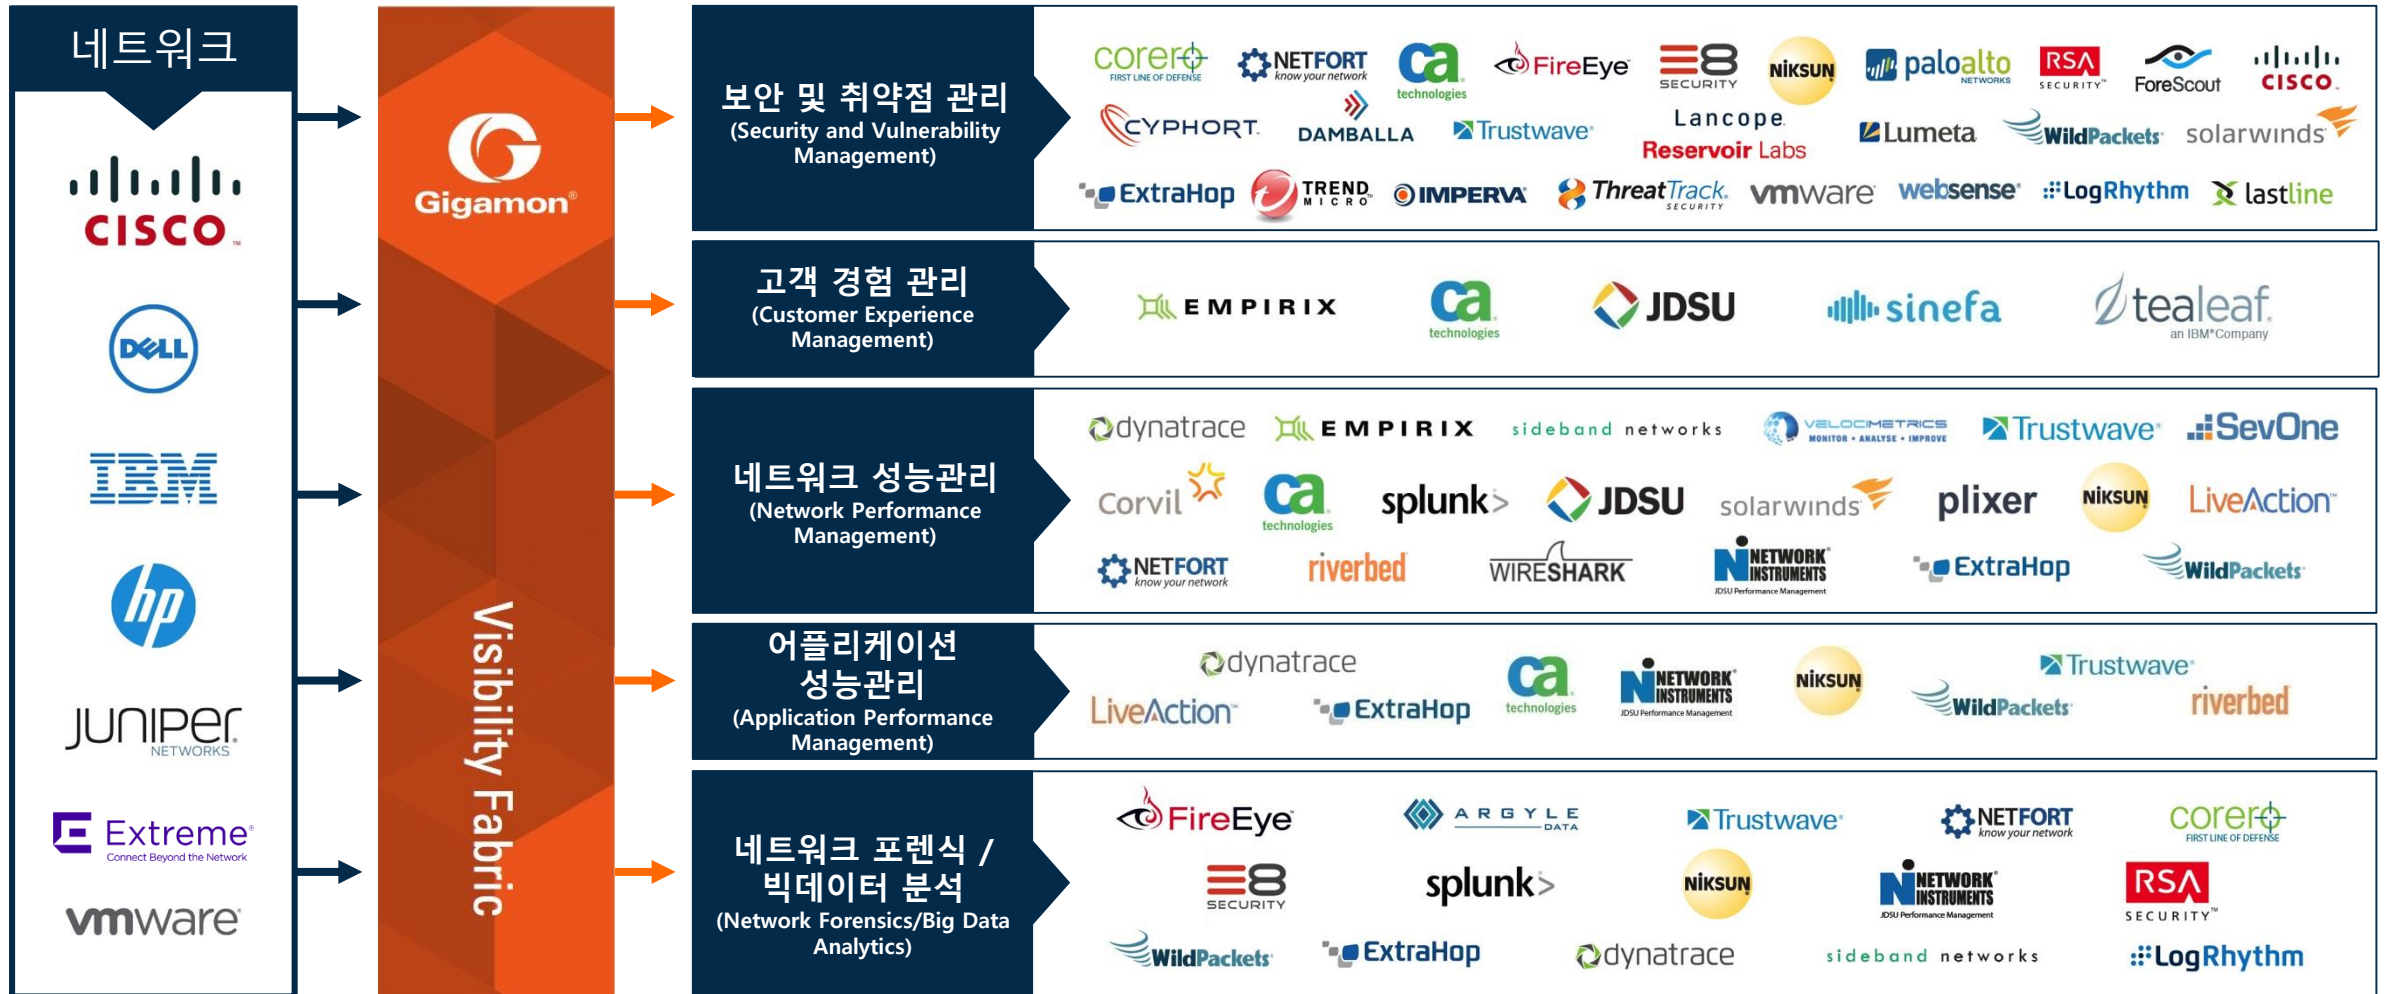 네트워크
CISCO
DELL
IBM
hp
JUNIPER
NETWORKS
Extreme
Connect Beyond the Network
vmware
Gigamon®
Visibility Fabric
보안 및 취약점 관리
(Security and Vulnerability
Management)
corero
FIRST LINE OF DEFENSE
NETFORT
know your network
ca
technologies
FireEye
E8
SECURITY
NIKSUN
paloalto
NETWORKS
RSA
SECURITY™
ForeScout
CISCO
CYPHORT
DAMBALLA
Trustwave®
Lancope
Reservoir Labs
Lumeta
WildPackets
solarwinds
ExtraHop
TREND
MICRO
IMPERVA
ThreatTrack
SECURITY
vmware
websense
LogRhythm
lastline
고객 경험 관리
(Customer Experience
Management)
EMPIRIX
ca
technologies
JDSU
sinefa
tealeaf
an IBM® Company
네트워크 성능관리
(Network Performance
Management)
dynatrace
EMPIRIX
sideband networks
VELOCIMETRICS
MONITOR • ANALYSE • IMPROVE
Trustwave®
SevOne
corvil
ca
technologies
splunk>
JDSU
solarwinds
plixer
NIKSUN
LiveAction™
NETFORT
know your network
riverbed
WIRESHARK
NETWORK
INSTRUMENTS
JDSU Performance Management
ExtraHop
WildPackets
어플리케이션
성능관리
(Application Performance
Management)
dynatrace
LiveAction™
ExtraHop
ca
technologies
NETWORK
INSTRUMENTS
JDSU Performance Management
NIKSUN
Trustwave®
WildPackets
riverbed
네트워크 포렌식 /
빅데이터 분석
(Network Forensics/Big Data
Analytics)
FireEye
ARGYLE
DATA
Trustwave®
NETFORT
know your network
corero
FIRST LINE OF DEFENSE
E8
SECURITY
splunk>
NIKSUN
NETWORK
INSTRUMENTS
JDSU Performance Management
RSA
SECURITY™
WildPackets
ExtraHop
dynatrace
sideband networks
LogRhythm